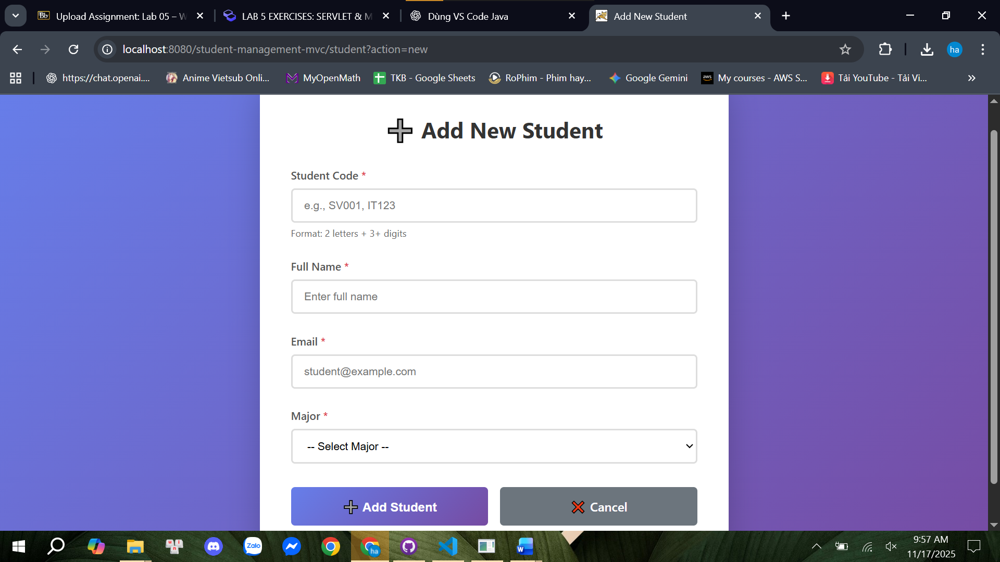 Upload Assignment: Lab 05 – W
LAB 5 EXERCISES: SERVLET & M
Dùng VS Code Java
Add New Student
localhost:8080/student-management-mvc/student?action=new
ha
https://chat.openai....
Anime Vietsub Onli...
MyOpenMath
TKB - Google Sheets
RoPhim - Phim hay...
Google Gemini
aws
My courses - AWS S...
Tải YouTube - Tải Vi...
Add New Student
Student Code *
e.g., SV001, IT123
Format: 2 letters + 3+ digits
Full Name *
Enter full name
Email *
student@example.com
Major *
-- Select Major --
Add Student
Cancel
Zalo
ha
9:57 AM
11/17/2025